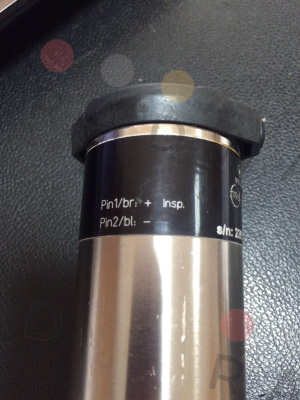 Pin1/br: + Insp.
Pin2/bl: -
s/n: